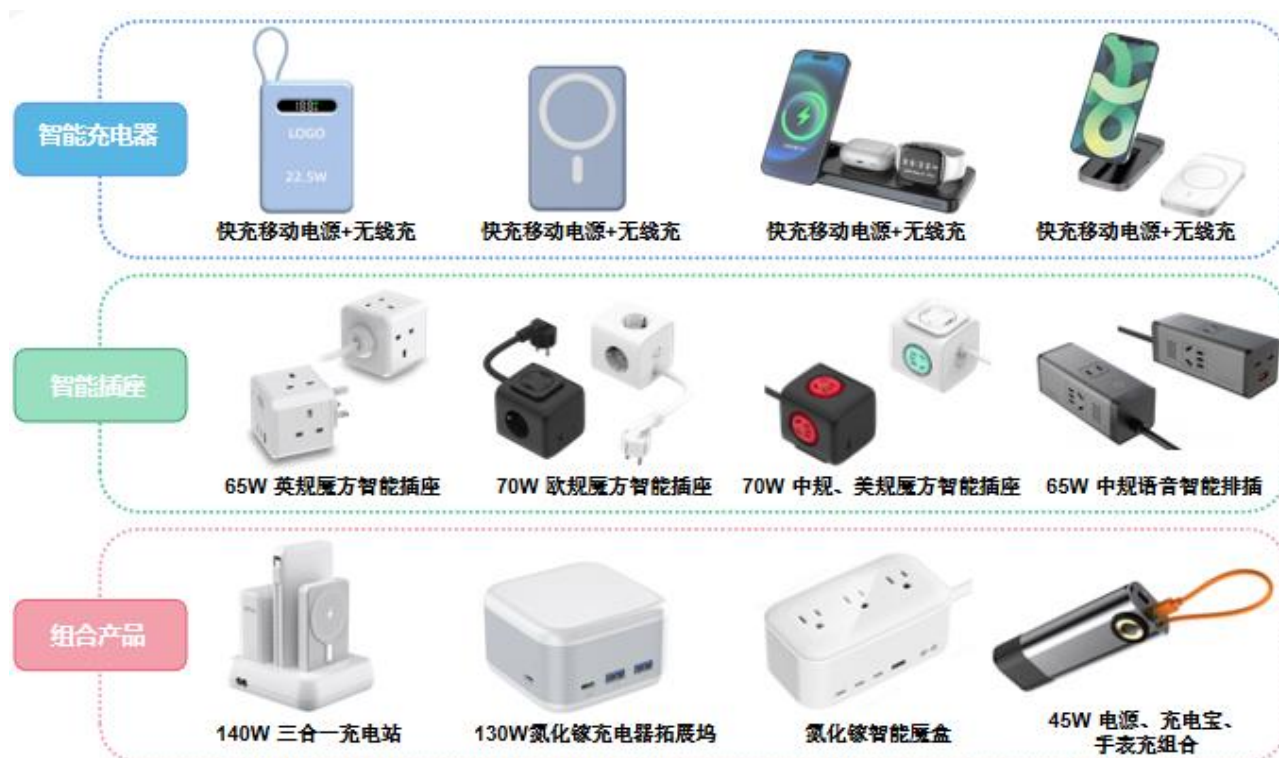 智能充电器
LOGO
22.5W
快充移动电源+无线充
快充移动电源+无线充
快充移动电源+无线充
快充移动电源+无线充
智能插座
65W 英规魔方智能插座
70W 欧规魔方智能插座
70W 中规、美规魔方智能插座
65W 中规语音智能排插
组合产品
140W 三合一充电站
130W氮化镓充电器拓展坞
氮化镓智能魔盒
45W 电源、充电宝、
手表充组合